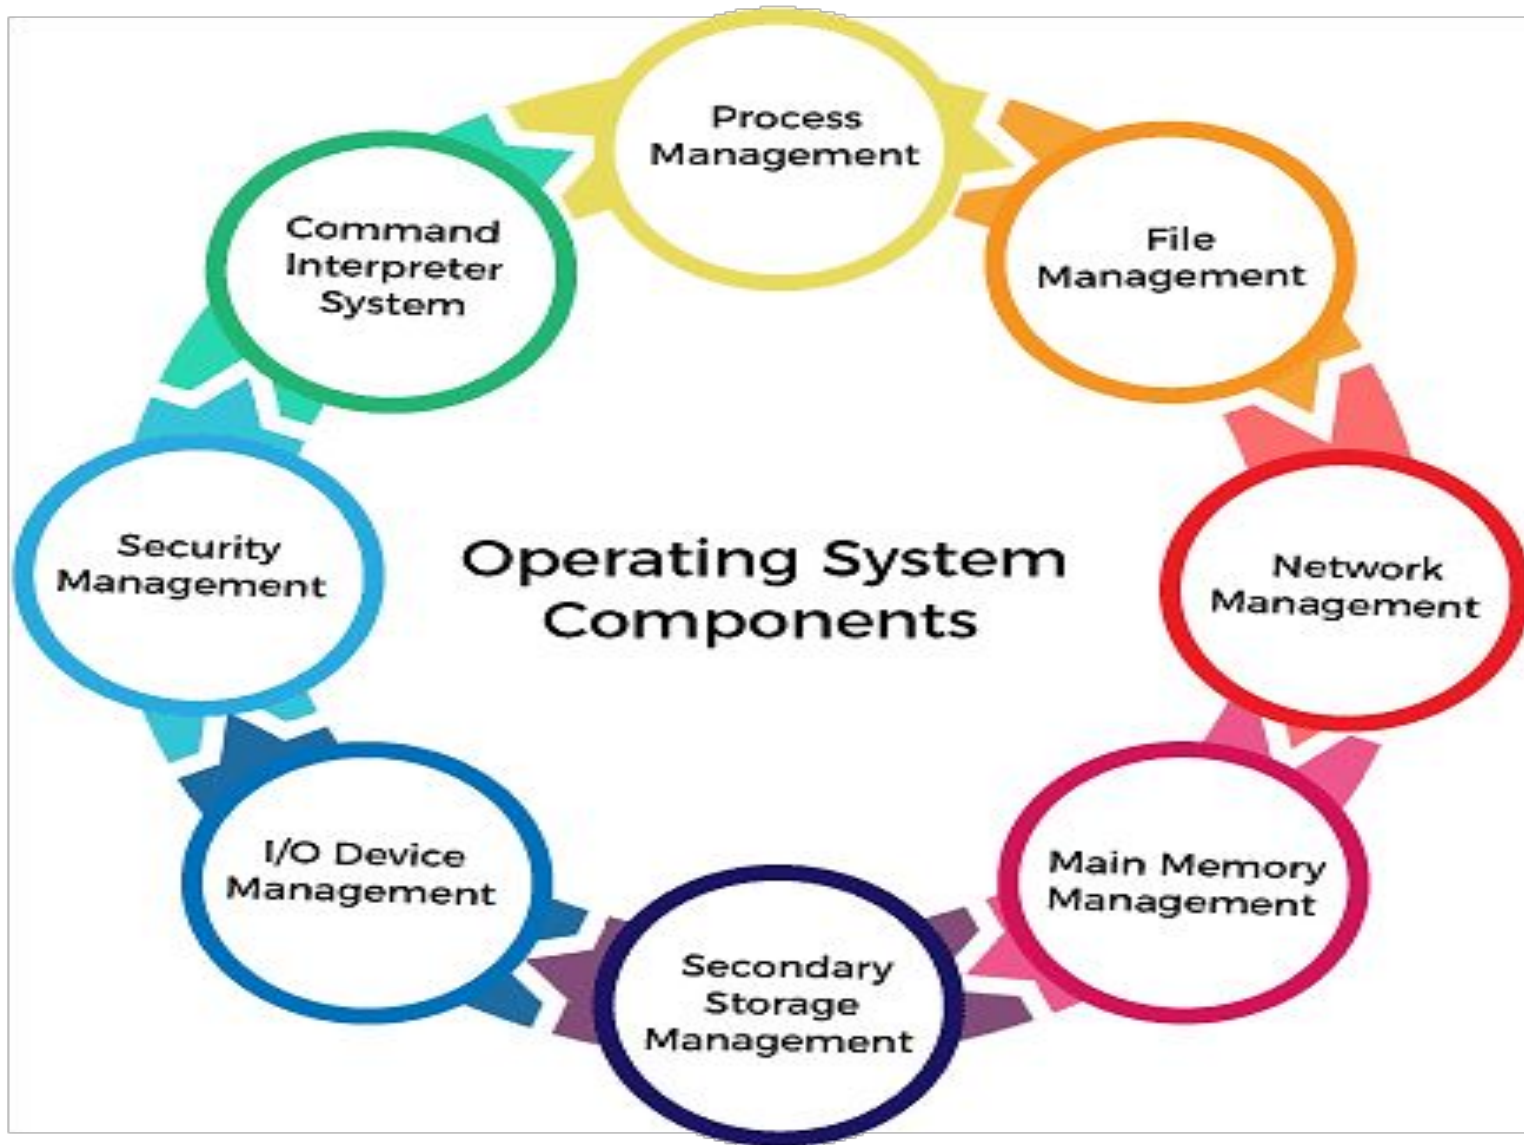 Process
Management
File
Management
Network
Management
Main Memory
Management
Secondary
Storage
Management
I/O Device
Management
Security
Management
Command
Interpreter
System
Operating System
Components